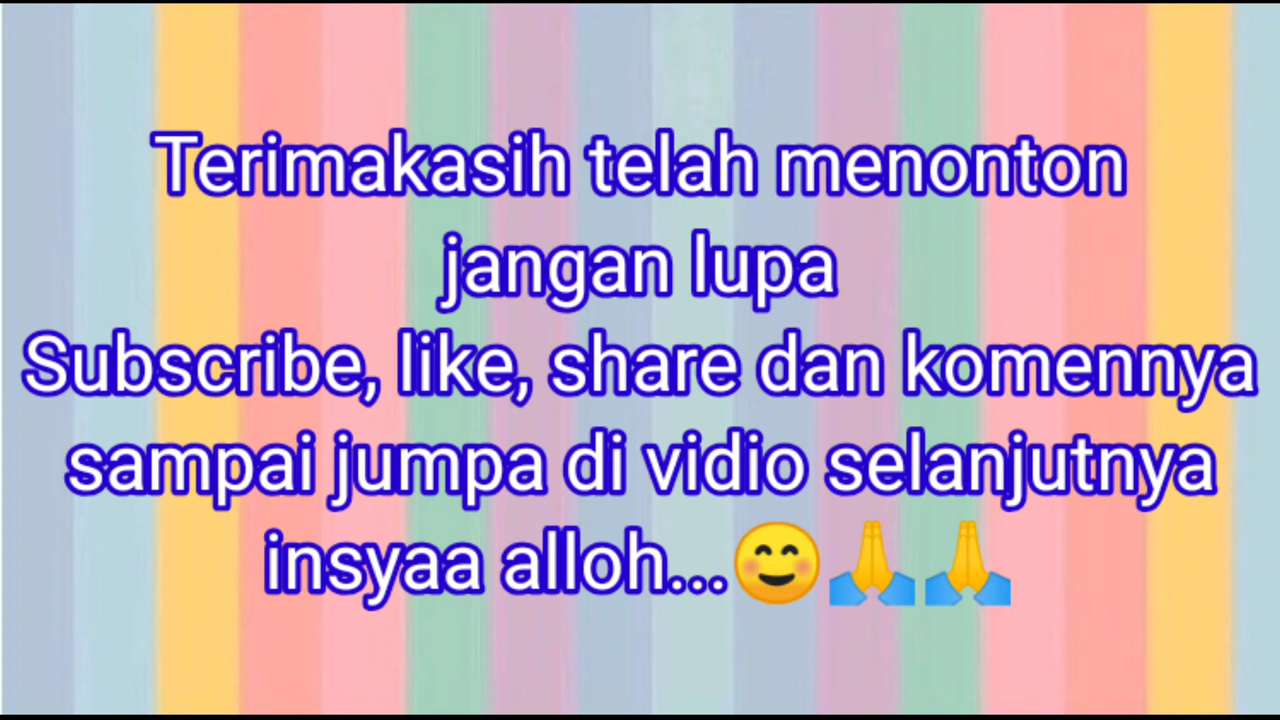 Terimakasih telah menonton
jangan lupa
Subscribe, like, share dan komennya
sampai jumpa di vidio selanjutnya
insyaa alloh...😊🙏🙏